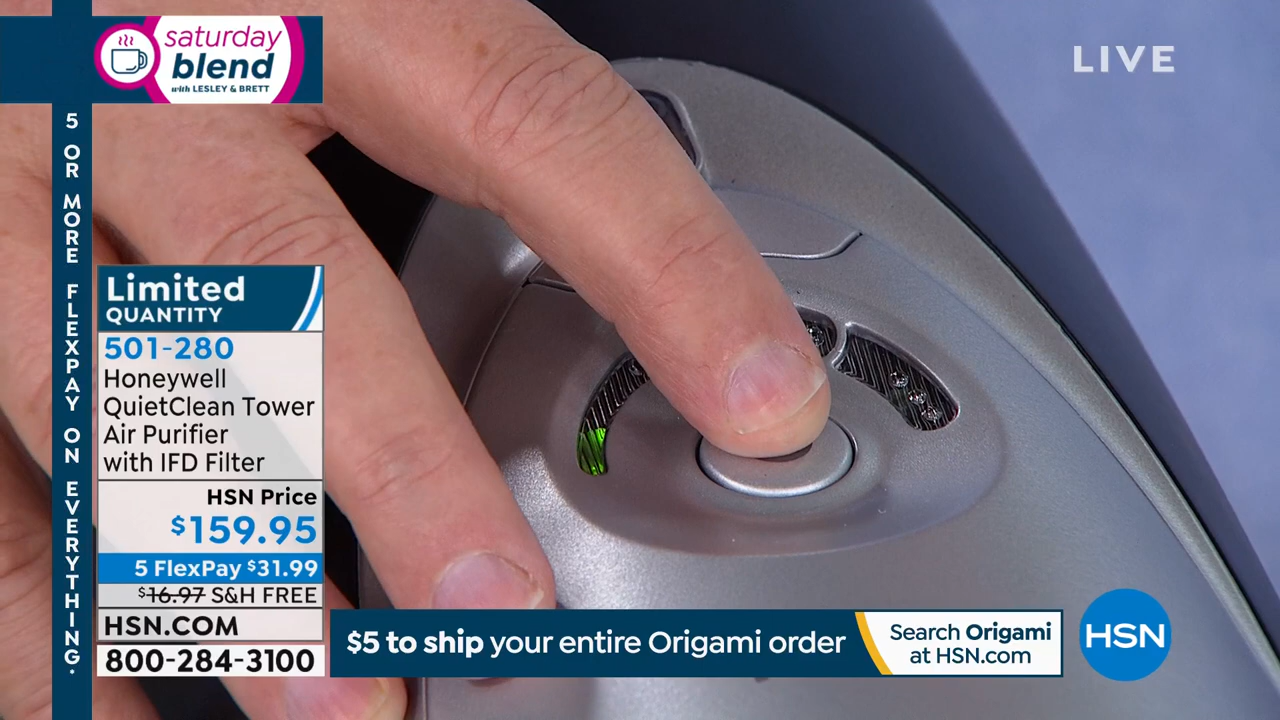 saturday
blend
with LESLEY & BRETT
LIVE
5 OR MORE FLEXPAY ON EVERYTHING.
Limited
QUANTITY
501-280
Honeywell
QuietClean Tower
Air Purifier
with IFD Filter
HSN Price
$159.95
5 FlexPay $31.99
$16.97 S&H FREE
HSN.COM
800-284-3100
$5 to ship your entire Origami order
Search Origami
at HSN.com
HSN